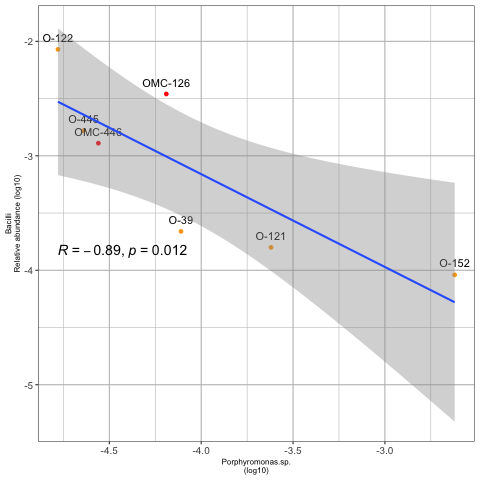 -2
-3
-4
-5
O-122
OMC-126
O-445
OMC-446
O-39
O-121
O-152
R = −0.89, p = 0.012
-4.5 -4.0 -3.5 -3.0
Bacilli
Relative abundance (log10)
Porphyromonas.sp.
(log10)